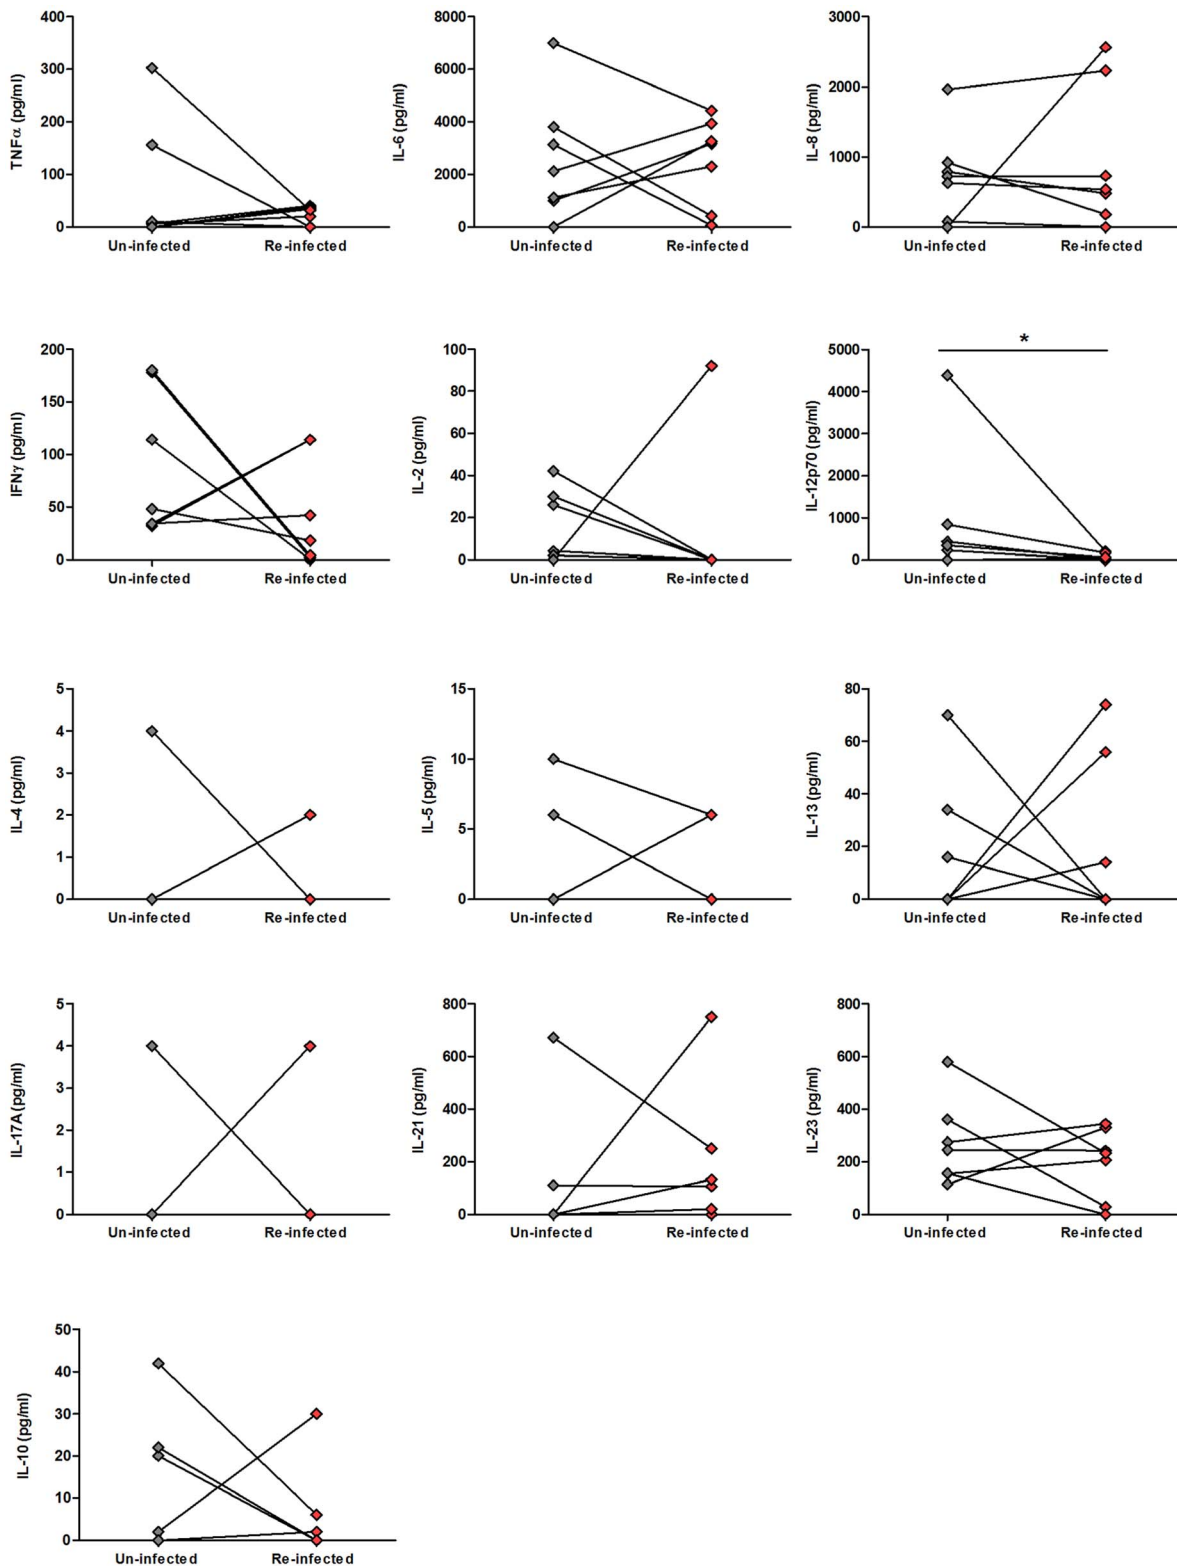 TNFα (pg/ml)
400
300
200
100
0
Un-infected Re-infected
IL-6 (pg/ml)
8000
6000
4000
2000
0
Un-infected Re-infected
IL-8 (pg/ml)
3000
2000
1000
0
Un-infected Re-infected
IFNγ (pg/ml)
200
150
100
50
0
Un-infected Re-infected
IL-2 (pg/ml)
100
80
60
40
20
0
Un-infected Re-infected
*
IL-12p70 (pg/ml)
5000
4000
3000
2000
1000
0
Un-infected Re-infected
IL-4 (pg/ml)
5
4
3
2
1
0
Un-infected Re-infected
IL-5 (pg/ml)
15
10
5
0
Un-infected Re-infected
IL-13 (pg/ml)
80
60
40
20
0
Un-infected Re-infected
IL-17A(pg/ml)
5
4
3
2
1
0
Un-infected Re-infected
IL-21 (pg/ml)
800
600
400
200
0
Un-infected Re-infected
IL-23 (pg/ml)
800
600
400
200
0
Un-infected Re-infected
IL-10 (pg/ml)
50
40
30
20
10
0
Un-infected Re-infected